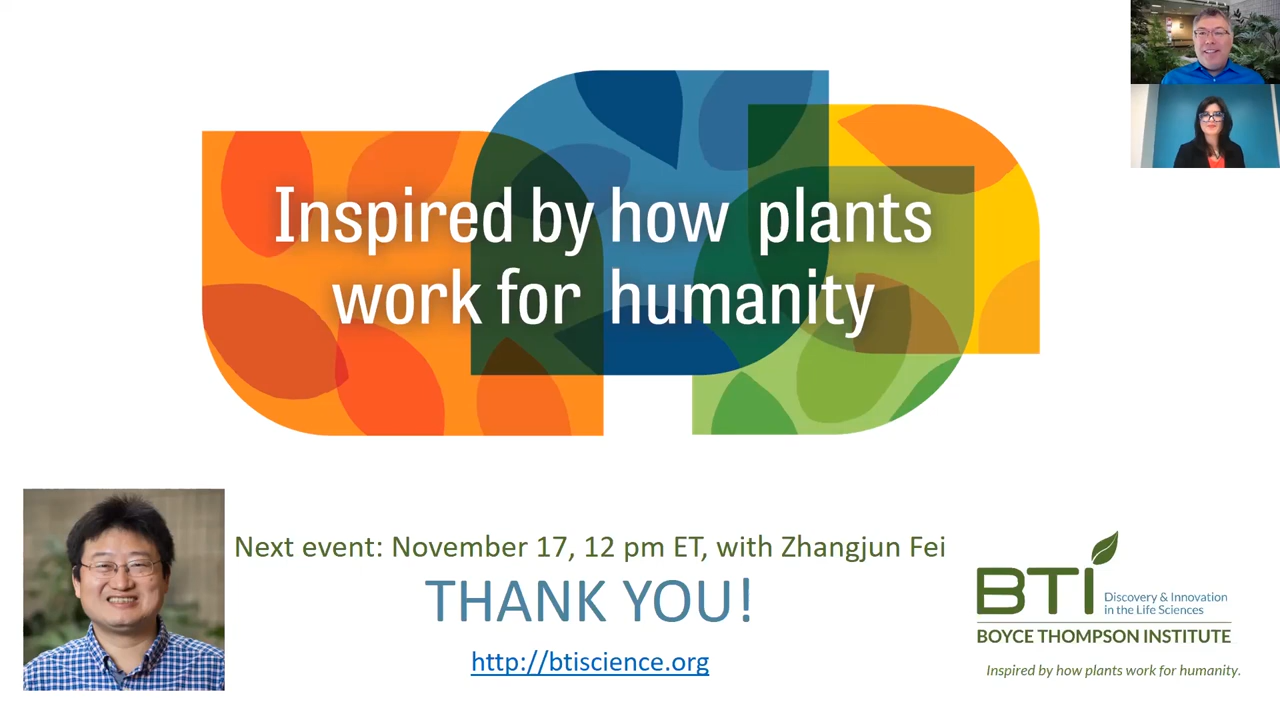 Inspired by how plants
work for humanity
Next event: November 17, 12 pm ET, with Zhangjun Fei
THANK YOU!
http://btiscience.org
BTI
Discovery & Innovation
in the Life Sciences
BOYCE THOMPSON INSTITUTE
Inspired by how plants work for humanity.